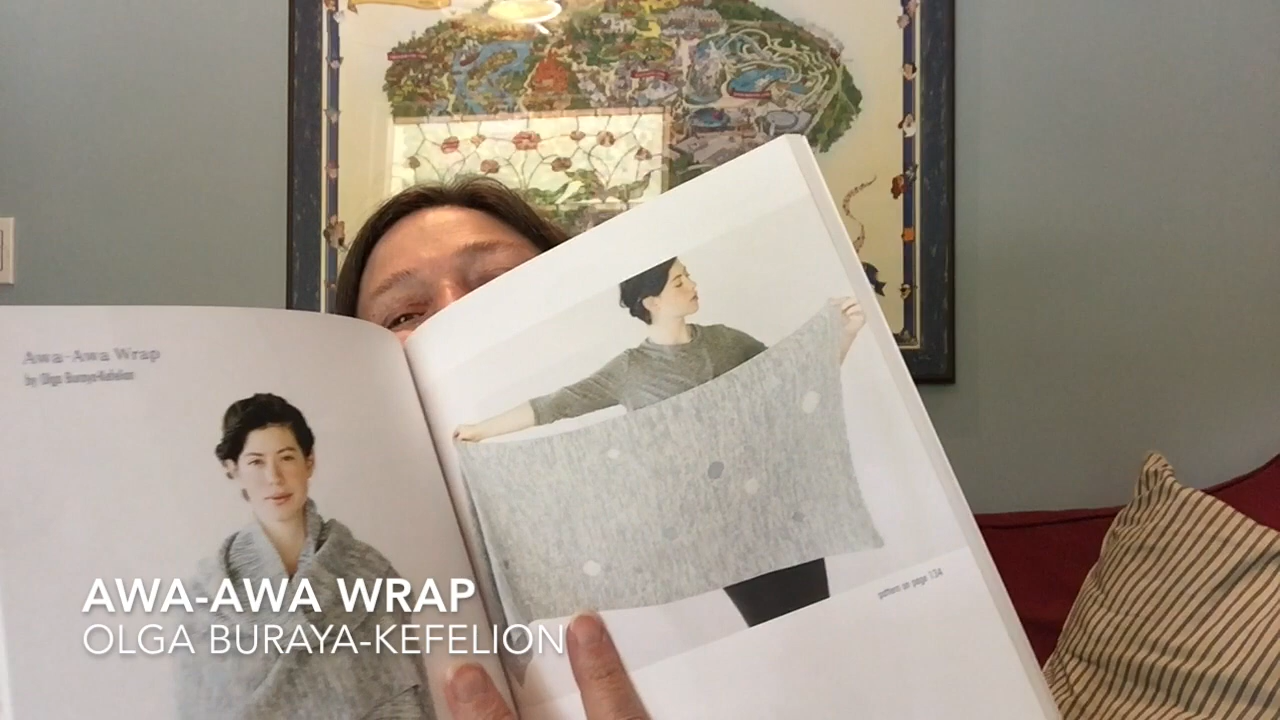 Awa-Awa Wrap
by Olga Buraya-Kefelion
pattern on page 134
AWA-AWA WRAP
OLGA BURAYA-KEFELION